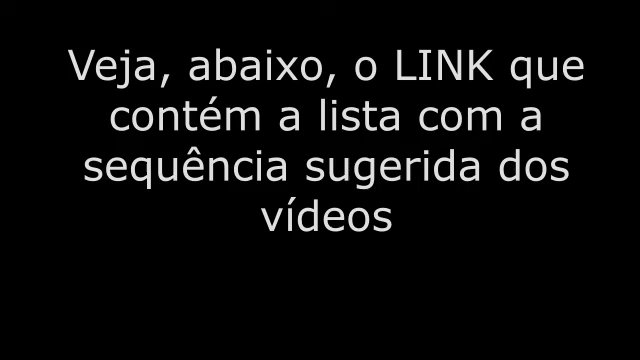 Veja, abaixo, o LINK que
contém a lista com a
sequência sugerida dos
vídeos